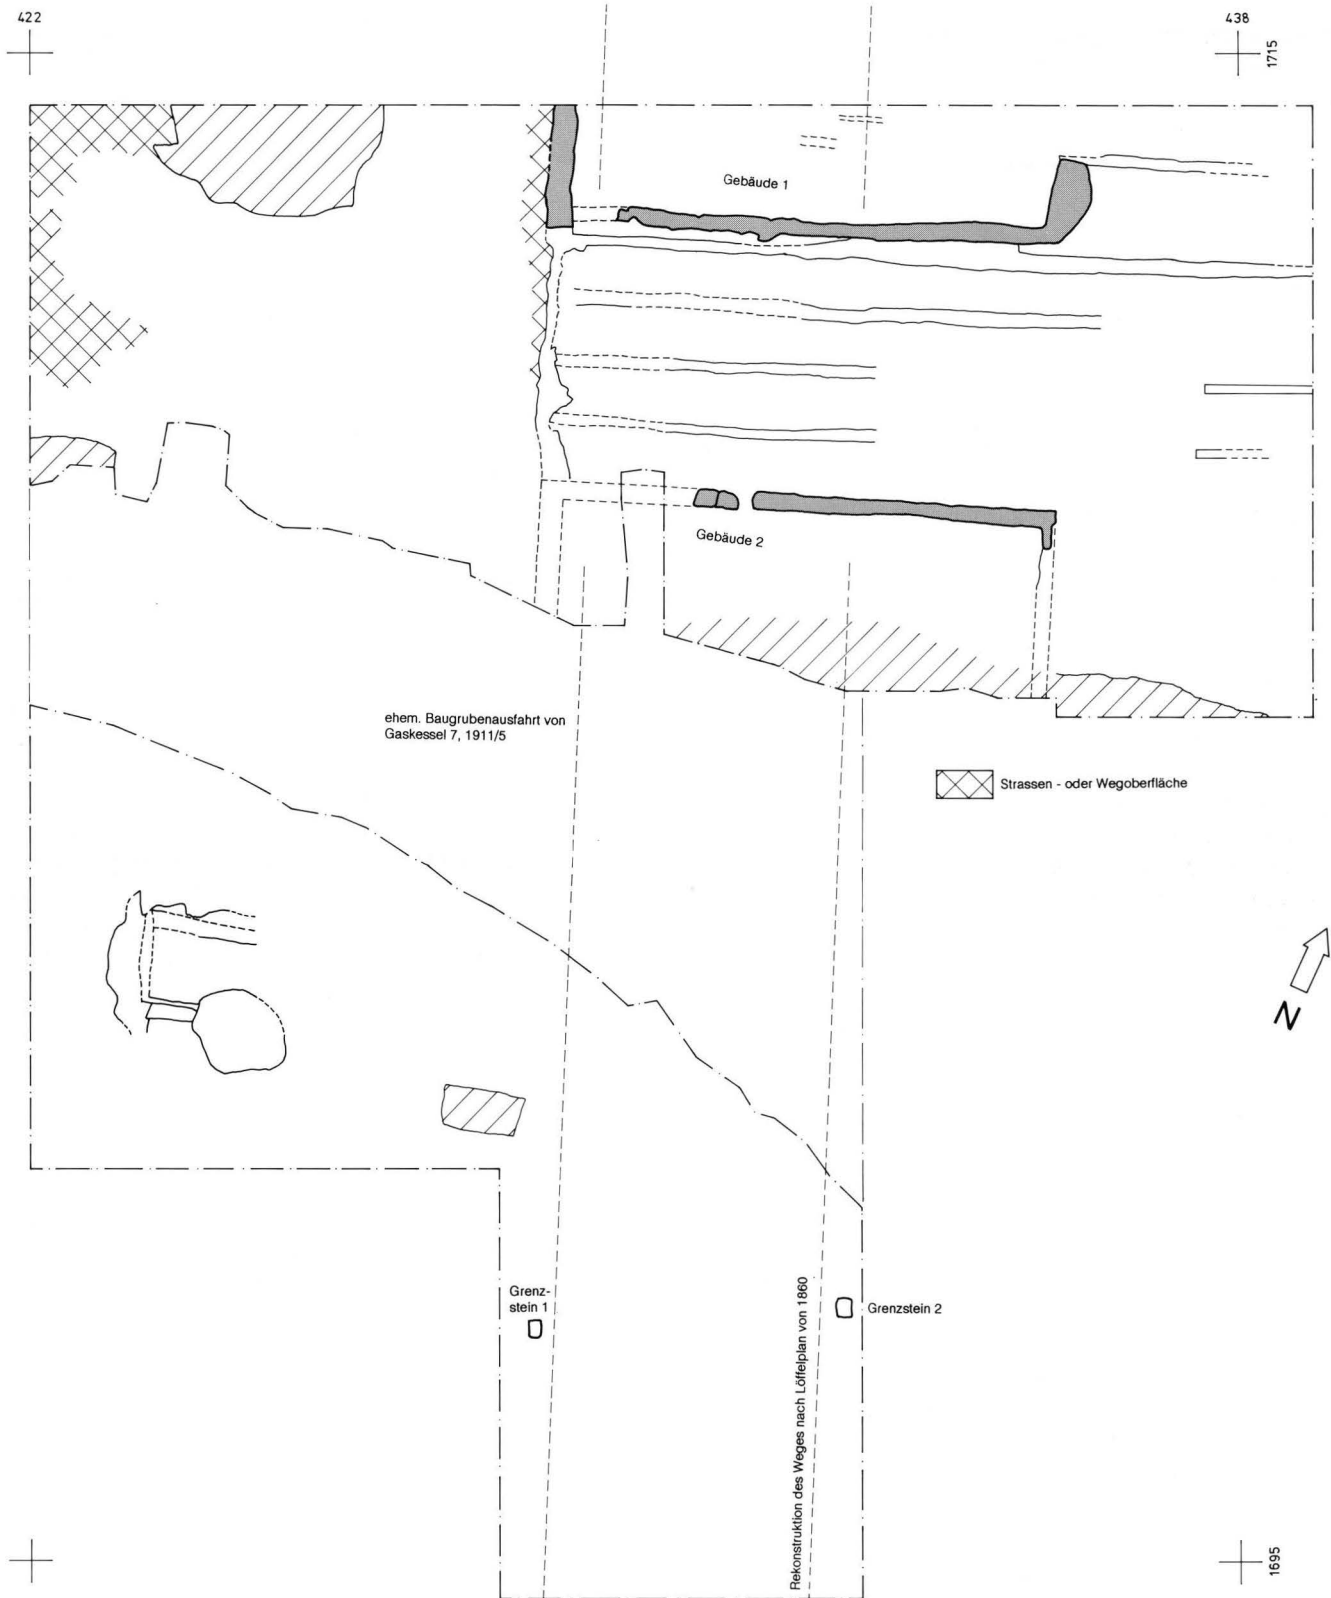 422
438
1715
Gebäude 1
Gebäude 2
ehem. Baugrubenausfahrt von
Gaskessel 7, 1911/5
Strassen - oder Wegoberfläche
N
Grenz-
stein 1
Rekonstruktion des Weges nach Löffelplan von 1860
Grenzstein 2
1695